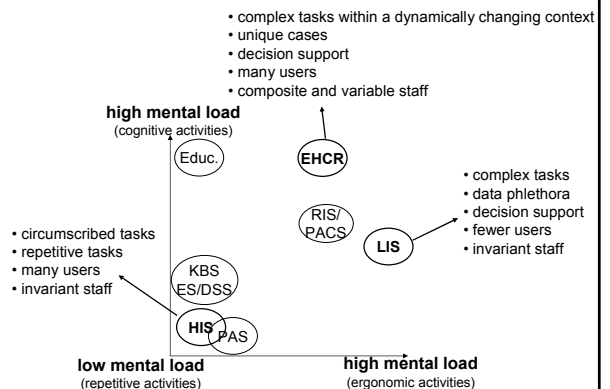 • complex tasks within a dynamically changing context
• unique cases
• decision support
• many users
• composite and variable staff
high mental load
(cognitive activities)
Educ.
EHCR
• complex tasks
• data phlethora
• decision support
• fewer users
• invariant staff
RIS/
PACS
LIS
• circumscribed tasks
• repetitive tasks
• many users
• invariant staff
KBS
ES/DSS
HIS
PAS
low mental load
(repetitive activities)
high mental load
(ergonomic activities)